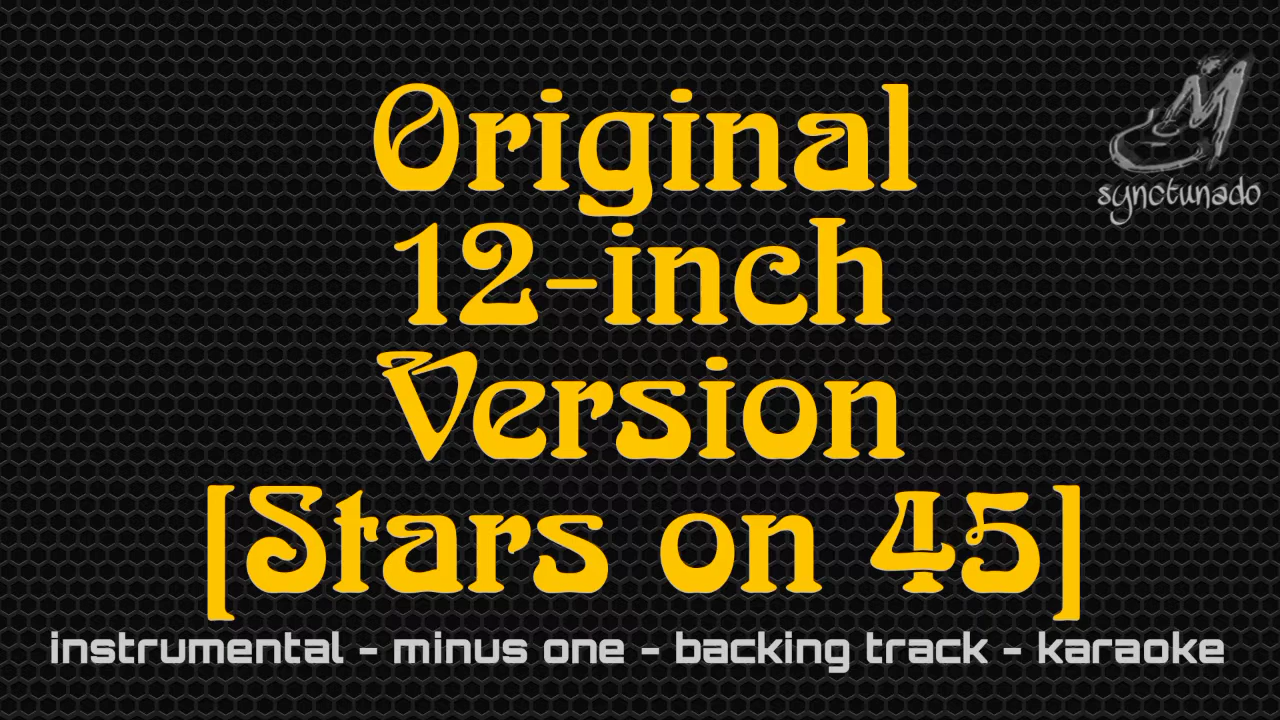 Original
12-inch
Version
[Stars on 45]
instrumental - minus one - backing track - karaoke
synctunado